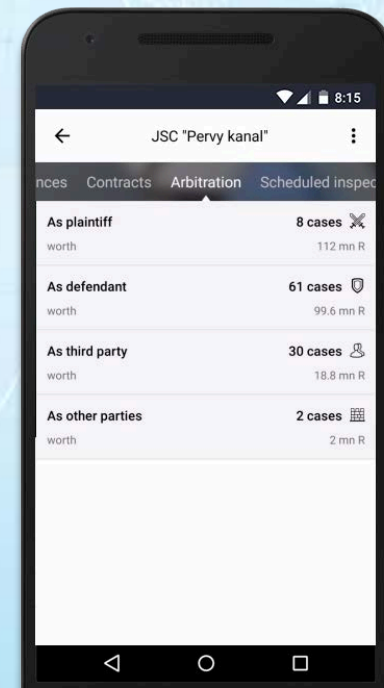 8:15
JSC "Pervy kanal"
nces Contracts Arbitration Scheduled inspec
As plaintiff 8 cases
worth 112 mn R
As defendant 61 cases
worth 99.6 mn R
As third party 30 cases
worth 18.8 mn R
As other parties 2 cases
worth 2 mn R